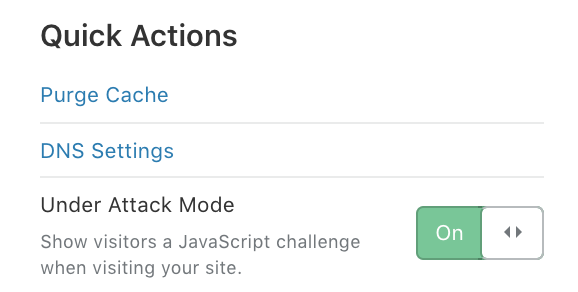 Quick Actions
Purge Cache
DNS Settings
Under Attack Mode
Show visitors a JavaScript challenge
when visiting your site.
On